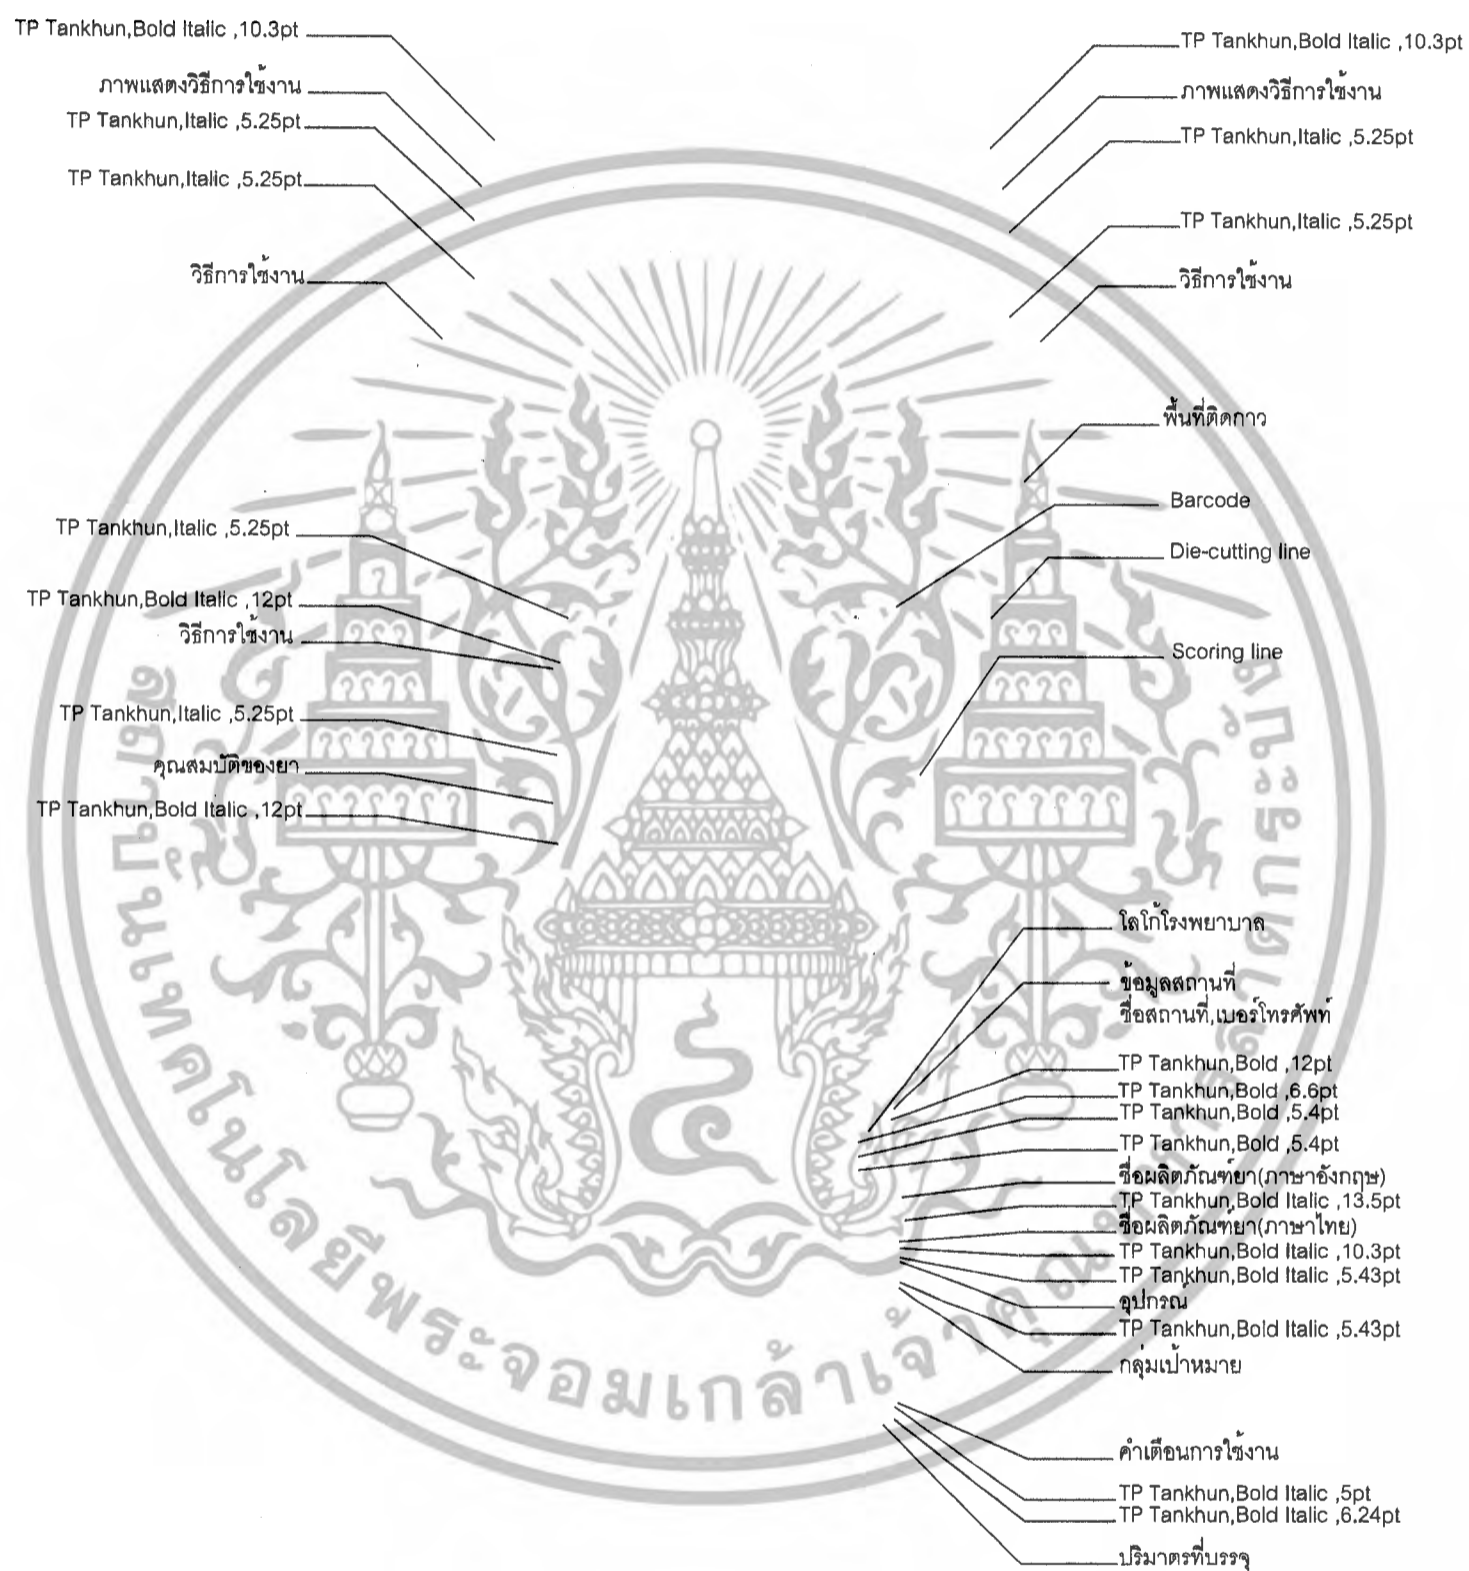 TP Tankhun,Bold Italic ,10.3pt
ภาพแสดงวิธีการใช้งาน
TP Tankhun,Italic ,5.25pt
TP Tankhun,Italic ,5.25pt
วิธีการใช้งาน
TP Tankhun,Italic ,5.25pt
TP Tankhun,Bold Italic ,12pt
วิธีการใช้งาน
TP Tankhun,Italic ,5.25pt
คุณสมบัติของยา
TP Tankhun,Bold Italic ,12pt
TP Tankhun,Bold Italic ,10.3pt
ภาพแสดงวิธีการใช้งาน
TP Tankhun,Italic ,5.25pt
TP Tankhun,Italic ,5.25pt
วิธีการใช้งาน
พื้นที่ติดกาว
Barcode
Die-cutting line
Scoring line
โลโก้โรงพยาบาล
ข้อมูลสถานที่
ชื่อสถานที่,เบอร์โทรศัพท์
TP Tankhun,Bold ,12pt
TP Tankhun,Bold ,6.6pt
TP Tankhun,Bold ,5.4pt
TP Tankhun,Bold ,5.4pt
ชื่อผลิตภัณฑ์ยา(ภาษาอังกฤษ)
TP Tankhun,Bold Italic ,13.5pt
ชื่อผลิตภัณฑ์ยา(ภาษาไทย)
TP Tankhun,Bold Italic ,10.3pt
TP Tankhun,Bold Italic ,5.43pt
อุปกรณ์
TP Tankhun,Bold Italic ,5.43pt
กลุ่มเป้าหมาย
คำเตือนการใช้งาน
TP Tankhun,Bold Italic ,5pt
TP Tankhun,Bold Italic ,6.24pt
ปริมาตรที่บรรจุ
สถาบันเทคโนโลยีพระจอมเกล้าเจ้าคุณทหารลาดกระบัง
๔